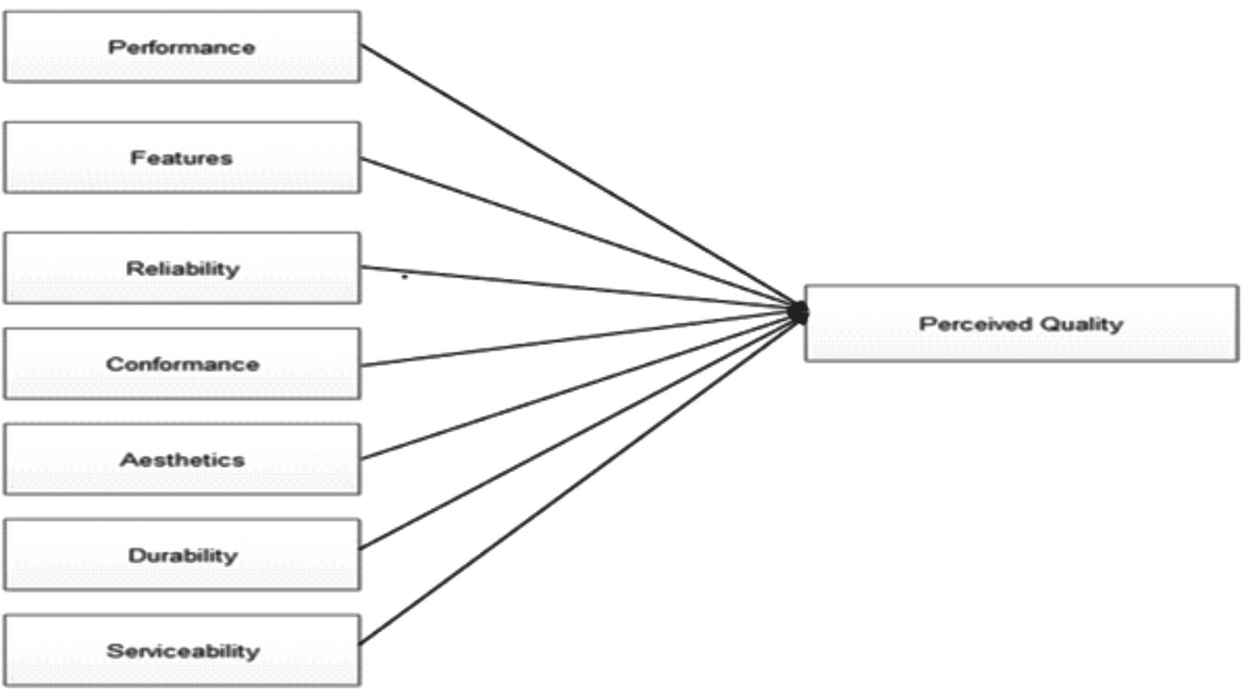 Performance
Features
Reliability
Conformance
Aesthetics
Durability
Serviceability
Perceived Quality